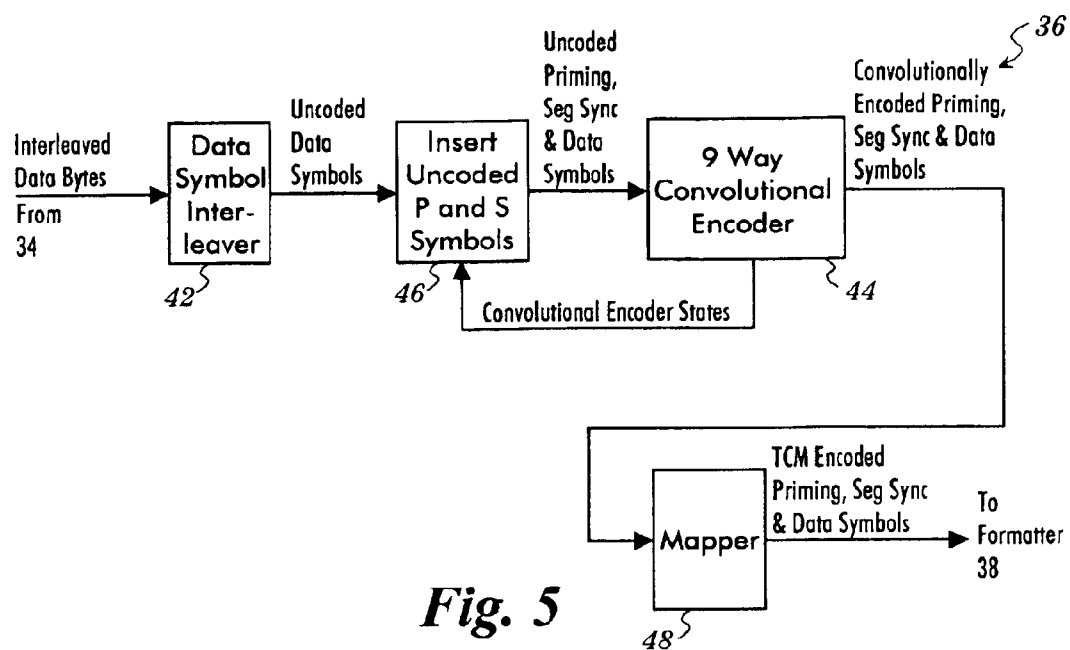 36
Interleaved
Data Bytes
From
34
Data
Symbol
Inter-
leaver
42
Uncoded
Data
Symbols
Insert
Uncoded
P and S
Symbols
46
Uncoded
Priming,
Seg Sync
& Data
Symbols
9 Way
Convolutional
Encoder
44
Convolutionally
Encoded Priming,
Seg Sync & Data
Symbols
Convolutional Encoder States
Mapper
48
TCM Encoded
Priming, Seg Sync
& Data Symbols
To
Formatter
38
Fig. 5